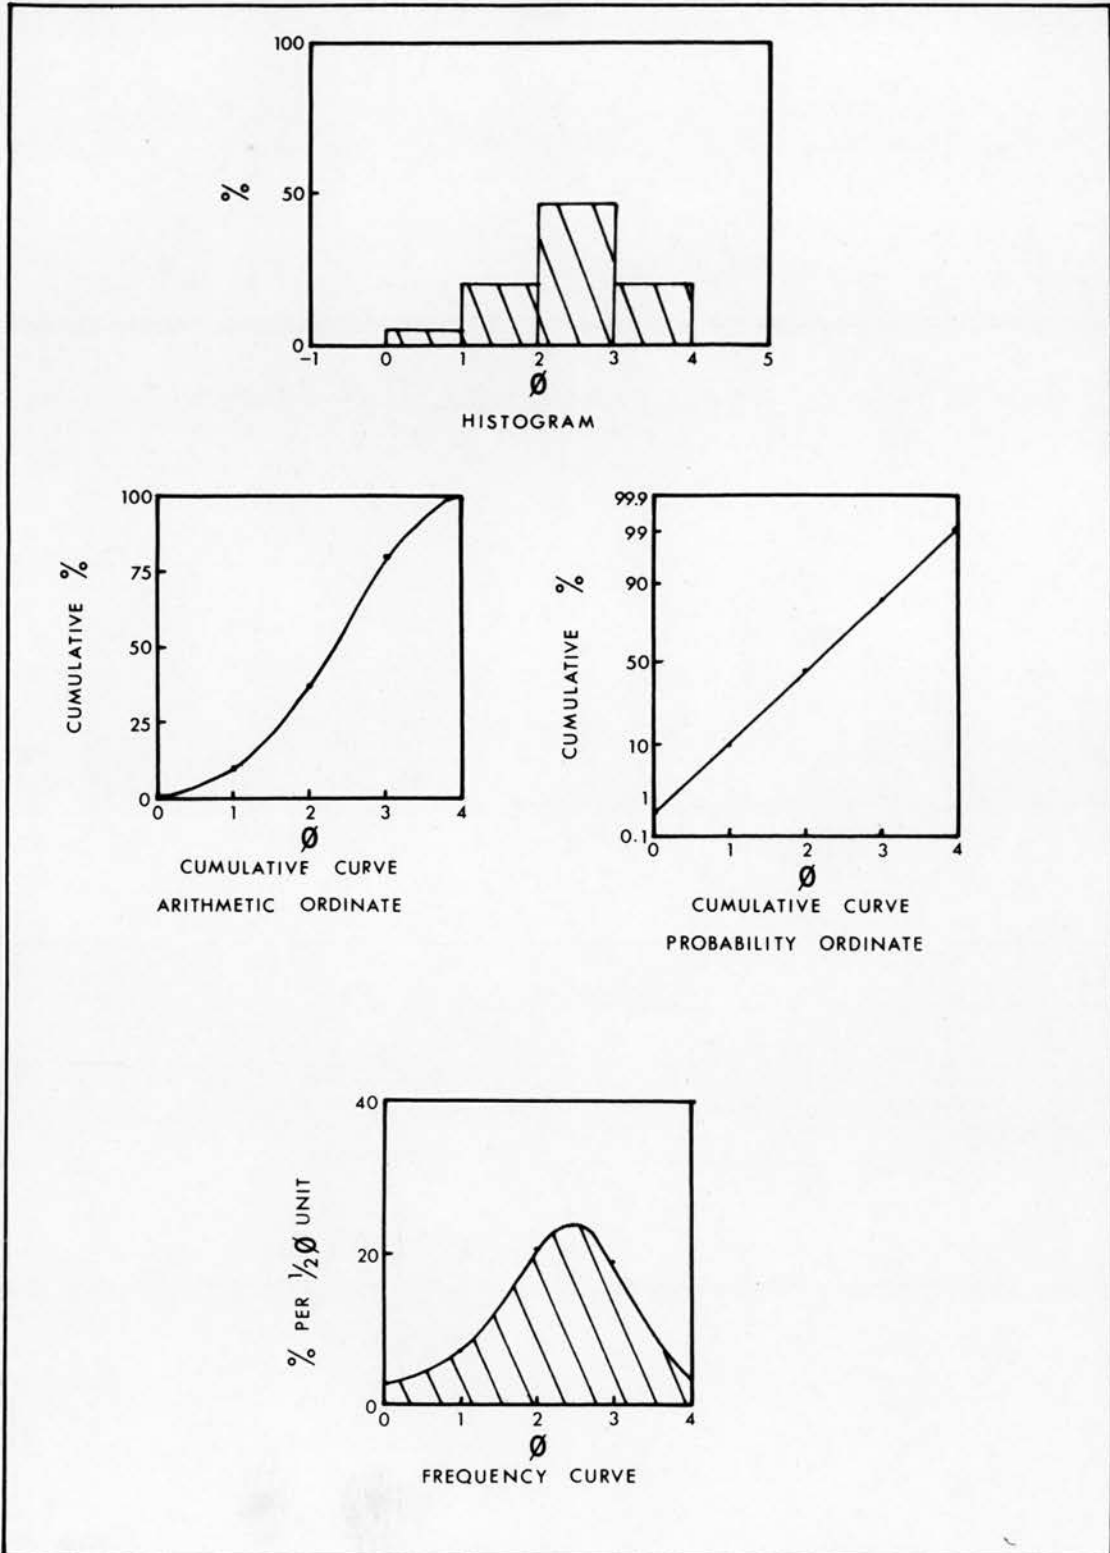 100
%
50
0
-1 0 1 2 3 4 5
Ø
HISTOGRAM
100
75
50
25
0
CUMULATIVE %
0 1 2 3 4
Ø
CUMULATIVE CURVE
ARITHMETIC ORDINATE
99.9
99
90
50
10
1
0.1
CUMULATIVE %
0 1 2 3 4
Ø
CUMULATIVE CURVE
PROBABILITY ORDINATE
40
20
0
% PER ½Ø UNIT
0 1 2 3 4
Ø
FREQUENCY CURVE